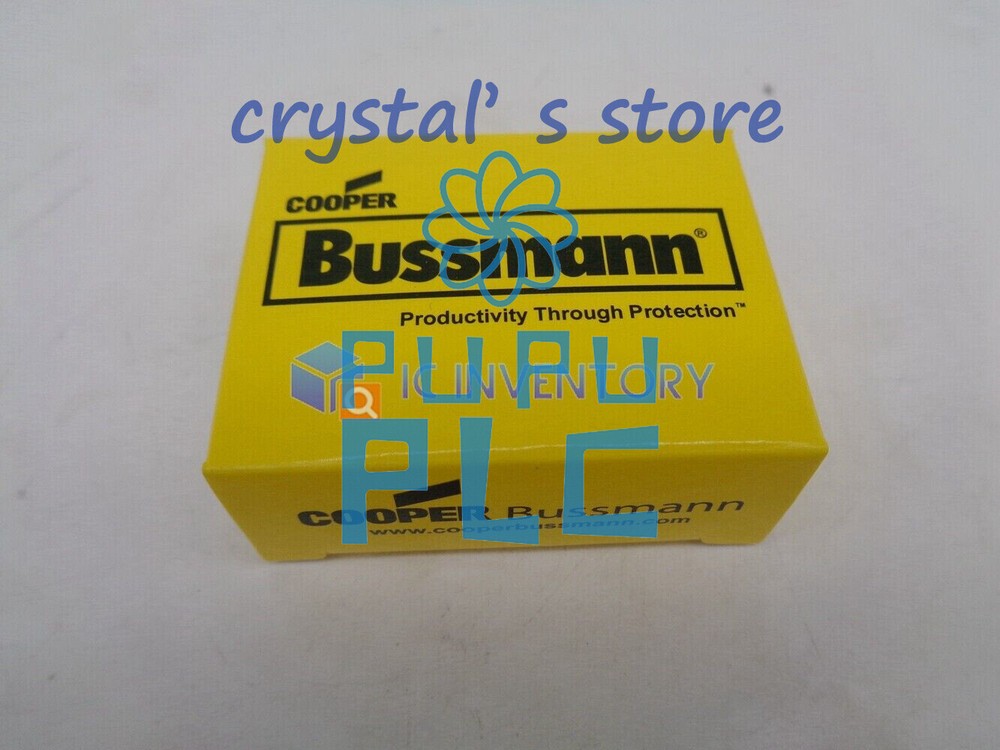 crystal’ s store
COOPER
Bussmann®
Productivity Through Protection™
IC INVENTORY
PUPU
PLC
COOPER Bussmann
www.cooperbussmann.com